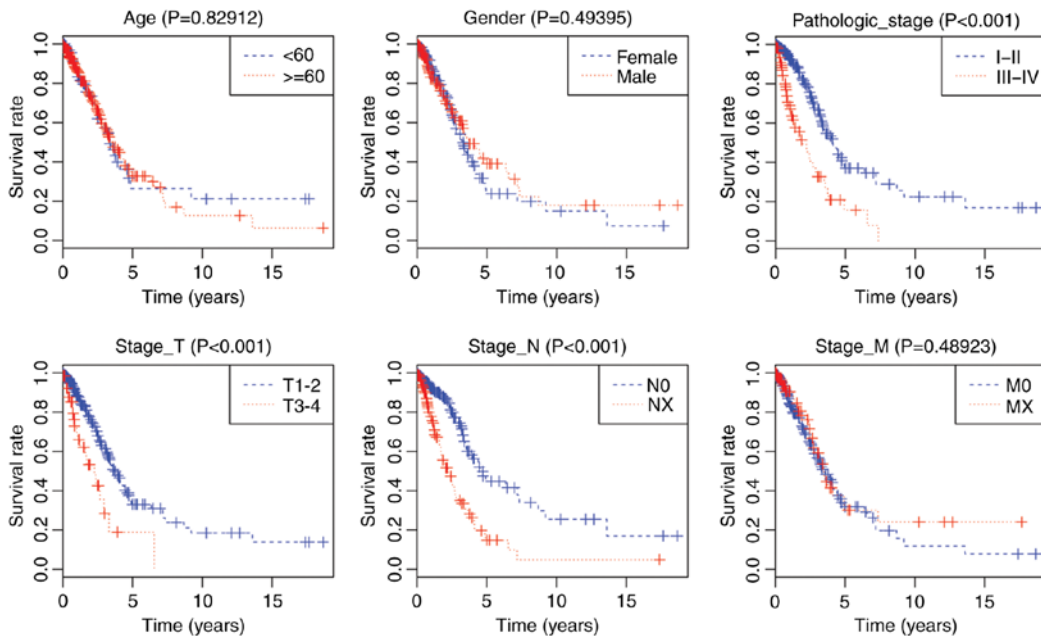 Age (P=0.82912)
Survival rate
1.0
0.8
0.6
0.4
0.2
0.0
<60
>=60
0 5 10 15
Time (years)
Gender (P=0.49395)
Survival rate
1.0
0.8
0.6
0.4
0.2
0.0
Female
Male
0 5 10 15
Time (years)
Pathologic_stage (P<0.001)
Survival rate
1.0
0.8
0.6
0.4
0.2
0.0
I-II
III-IV
0 5 10 15
Time (years)
Stage_T (P<0.001)
Survival rate
1.0
0.8
0.6
0.4
0.2
0.0
T1-2
T3-4
0 5 10 15
Time (years)
Stage_N (P<0.001)
Survival rate
1.0
0.8
0.6
0.4
0.2
0.0
N0
NX
0 5 10 15
Time (years)
Stage_M (P=0.48923)
Survival rate
1.0
0.8
0.6
0.4
0.2
0.0
M0
MX
0 5 10 15
Time (years)